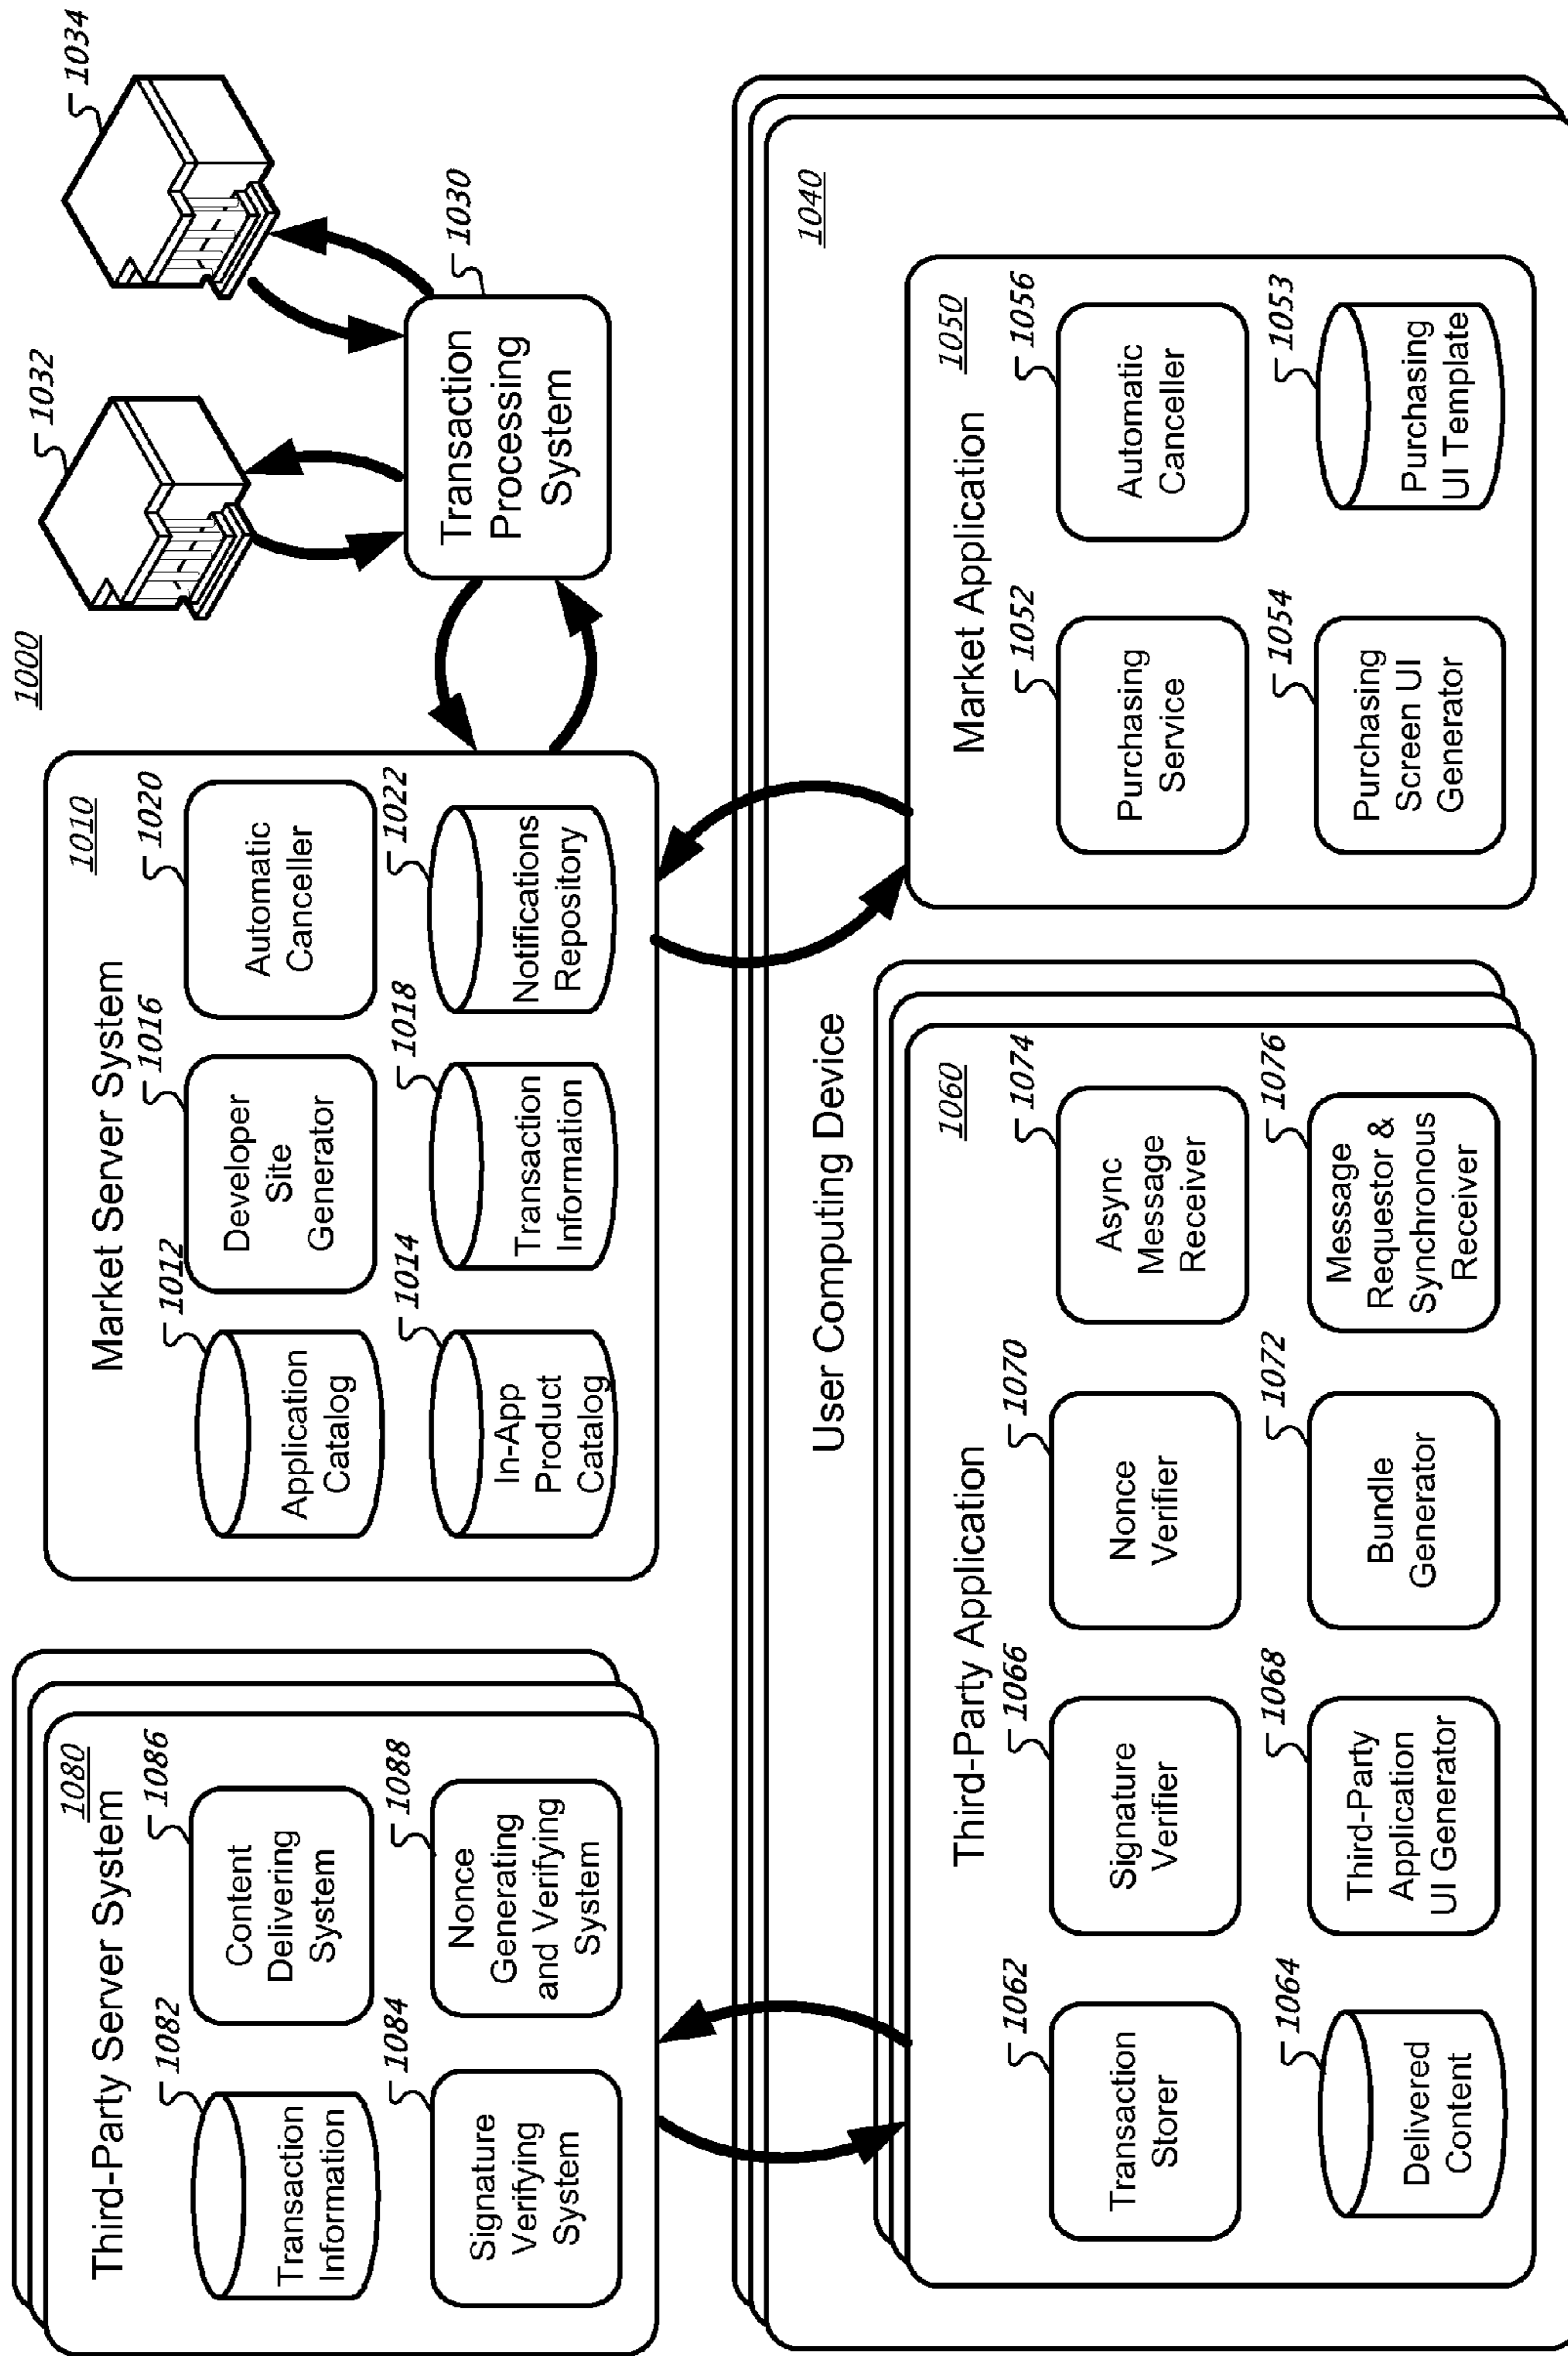 1000
Third-Party Server System
1080
1082
Transaction
Information
1086
Content
Delivering
System
1084
Signature
Verifying
System
1088
Nonce
Generating
and Verifying
System
Market Server System
1010
1012
Application
Catalog
1016
Developer
Site
Generator
1020
Automatic
Canceller
1014
In-App
Product
Catalog
1018
Transaction
Information
1022
Notifications
Repository
1032
1034
Transaction
Processing
System
1030
User Computing Device
1040
Third-Party Application
1060
1062
Transaction
Storer
1066
Signature
Verifier
1070
Nonce
Verifier
1074
Async
Message
Receiver
1064
Delivered
Content
1068
Third-Party
Application
UI Generator
1072
Bundle
Generator
1076
Message
Requestor &
Synchronous
Receiver
Market Application
1050
1052
Purchasing
Service
1056
Automatic
Canceller
1054
Purchasing
Screen UI
Generator
1053
Purchasing
UI Template